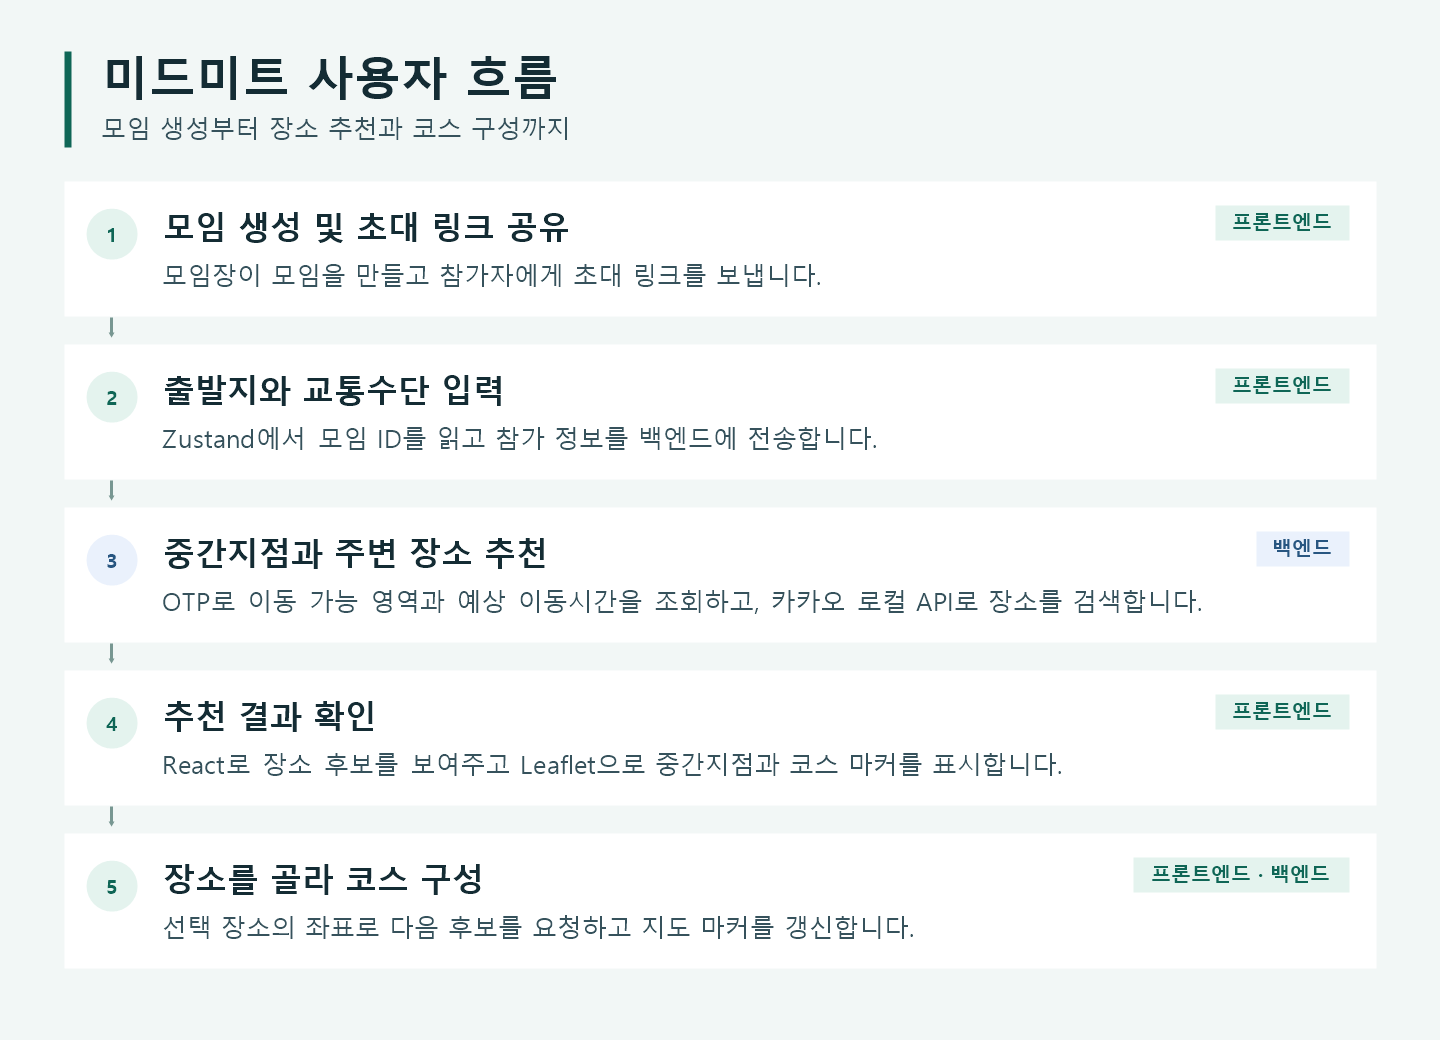 미드미트 사용자 흐름
모임 생성부터 장소 추천과 코스 구성까지
1
모임 생성 및 초대 링크 공유
프론트엔드
모임장이 모임을 만들고 참가자에게 초대 링크를 보냅니다.
2
출발지와 교통수단 입력
프론트엔드
Zustand에서 모임 ID를 읽고 참가 정보를 백엔드에 전송합니다.
3
중간지점과 주변 장소 추천
백엔드
OTP로 이동 가능 영역과 예상 이동시간을 조회하고, 카카오 로컬 API로 장소를 검색합니다.
4
추천 결과 확인
프론트엔드
React로 장소 후보를 보여주고 Leaflet으로 중간지점과 코스 마커를 표시합니다.
5
장소를 골라 코스 구성
프론트엔드 · 백엔드
선택 장소의 좌표로 다음 후보를 요청하고 지도 마커를 갱신합니다.